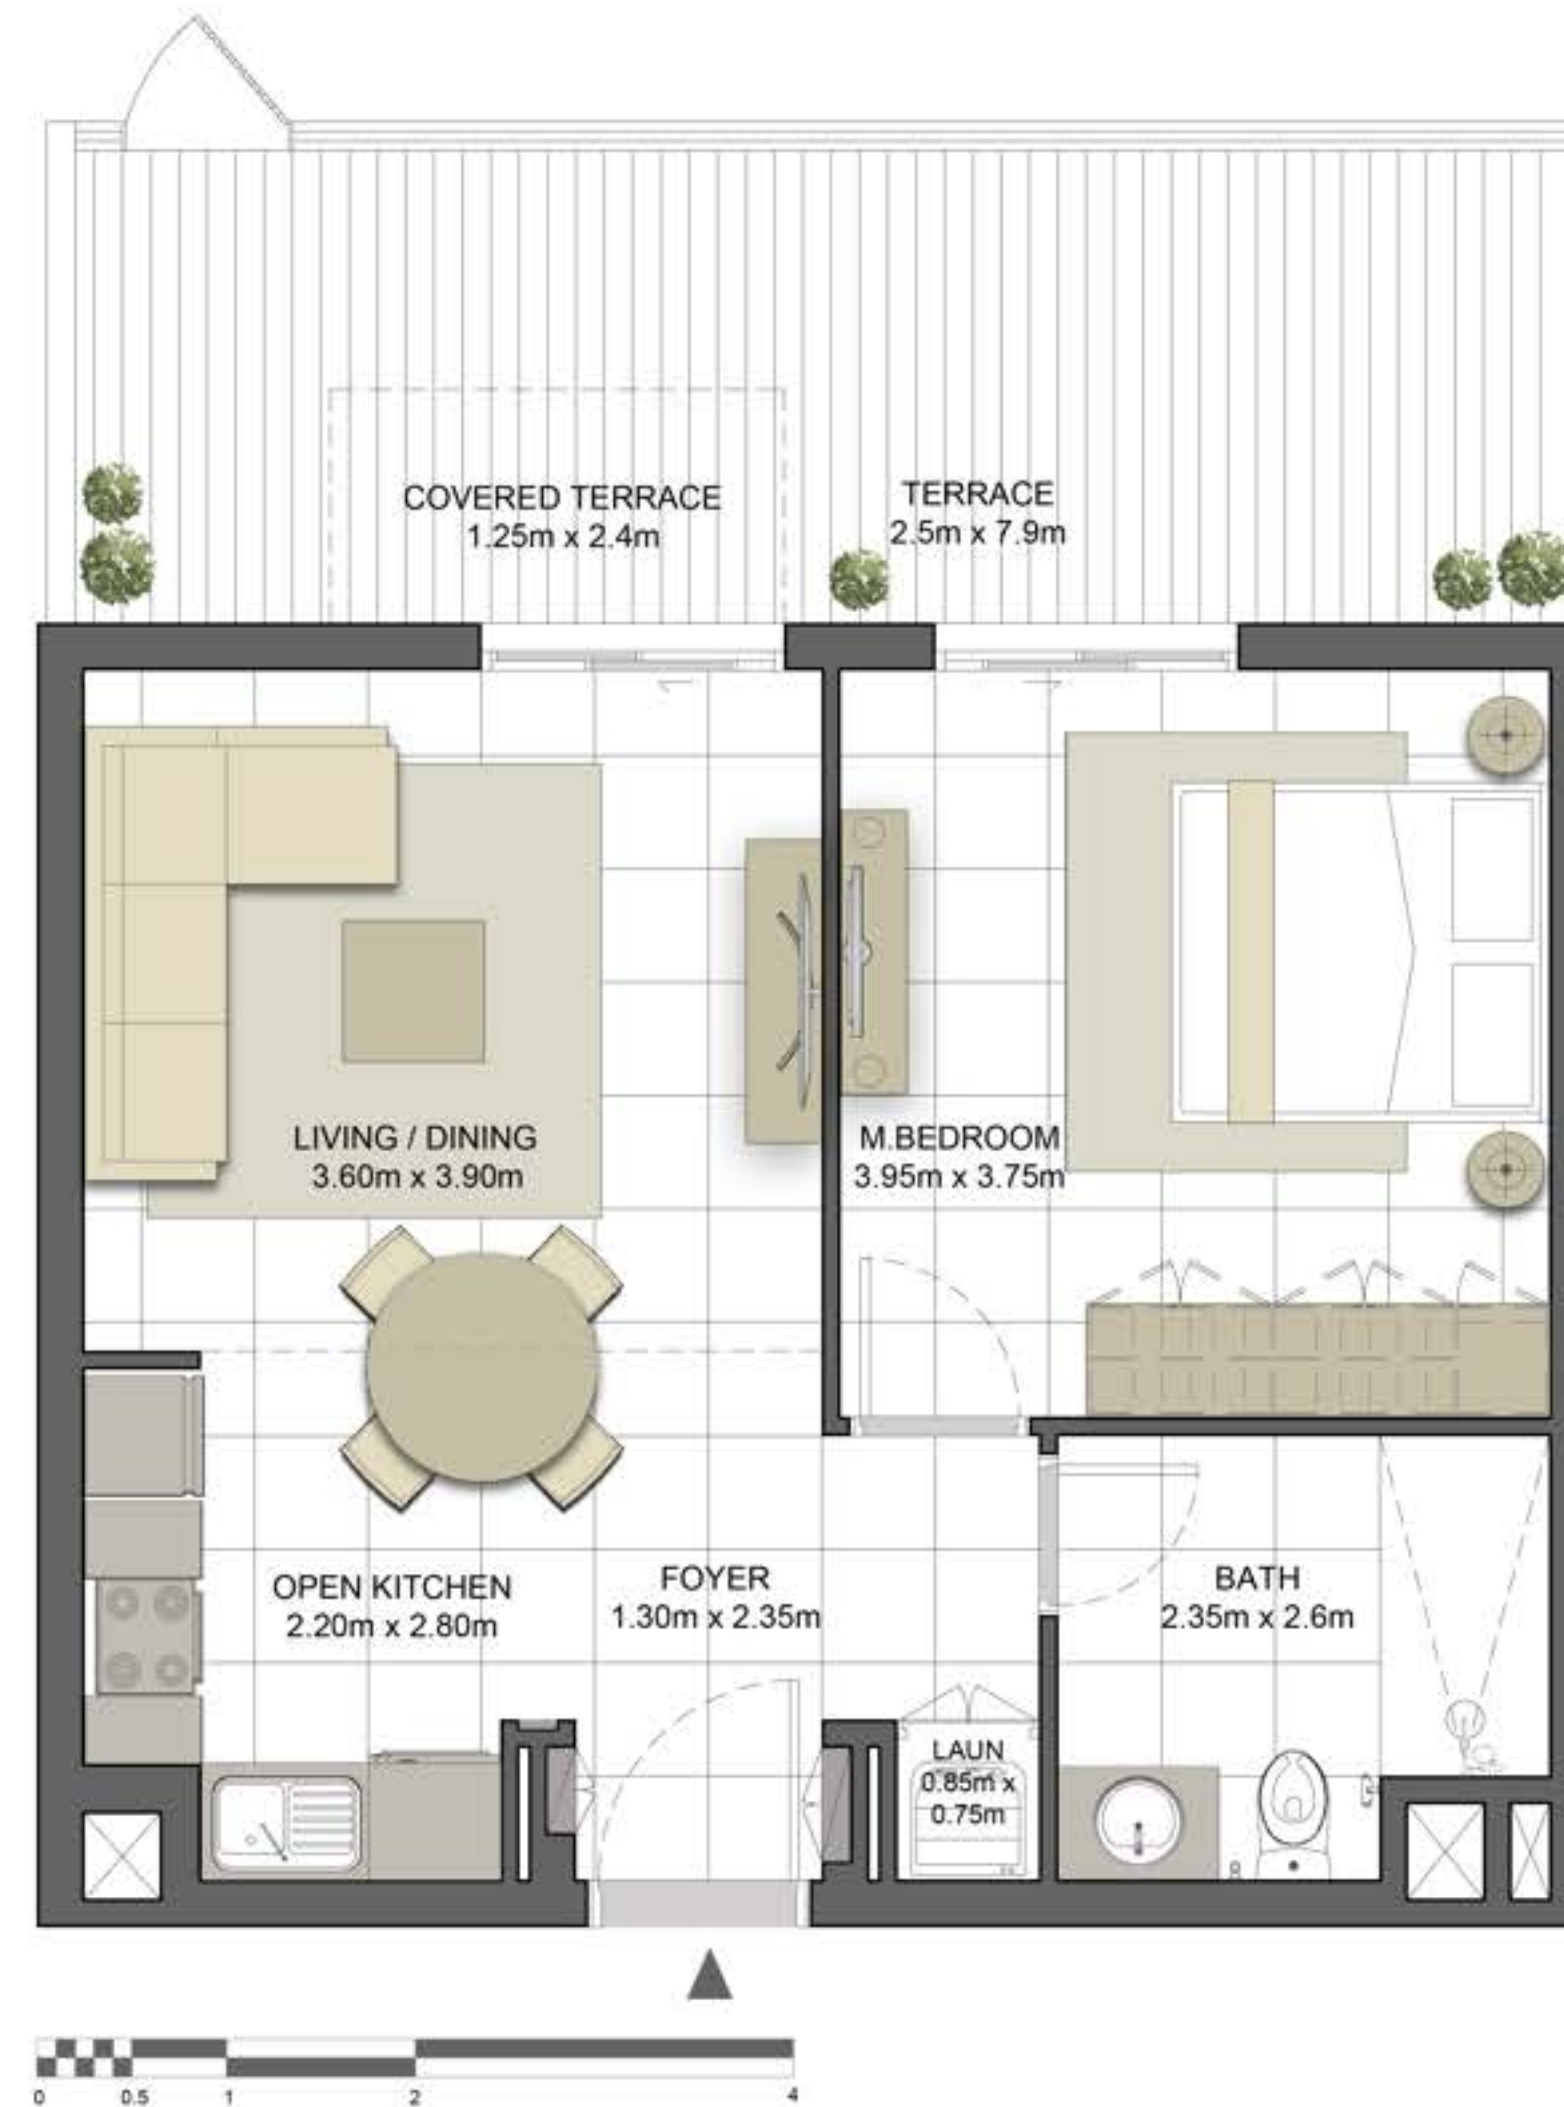 COVERED TERRACE
1.25m x 2.4m
TERRACE
2.5m x 7.9m
LIVING / DINING
3.60m x 3.90m
M.BEDROOM
3.95m x 3.75m
OPEN KITCHEN
2.20m x 2.80m
FOYER
1.30m x 2.35m
BATH
2.35m x 2.6m
LAUN
0.85m x
0.75m
0 0.5 1 2 4